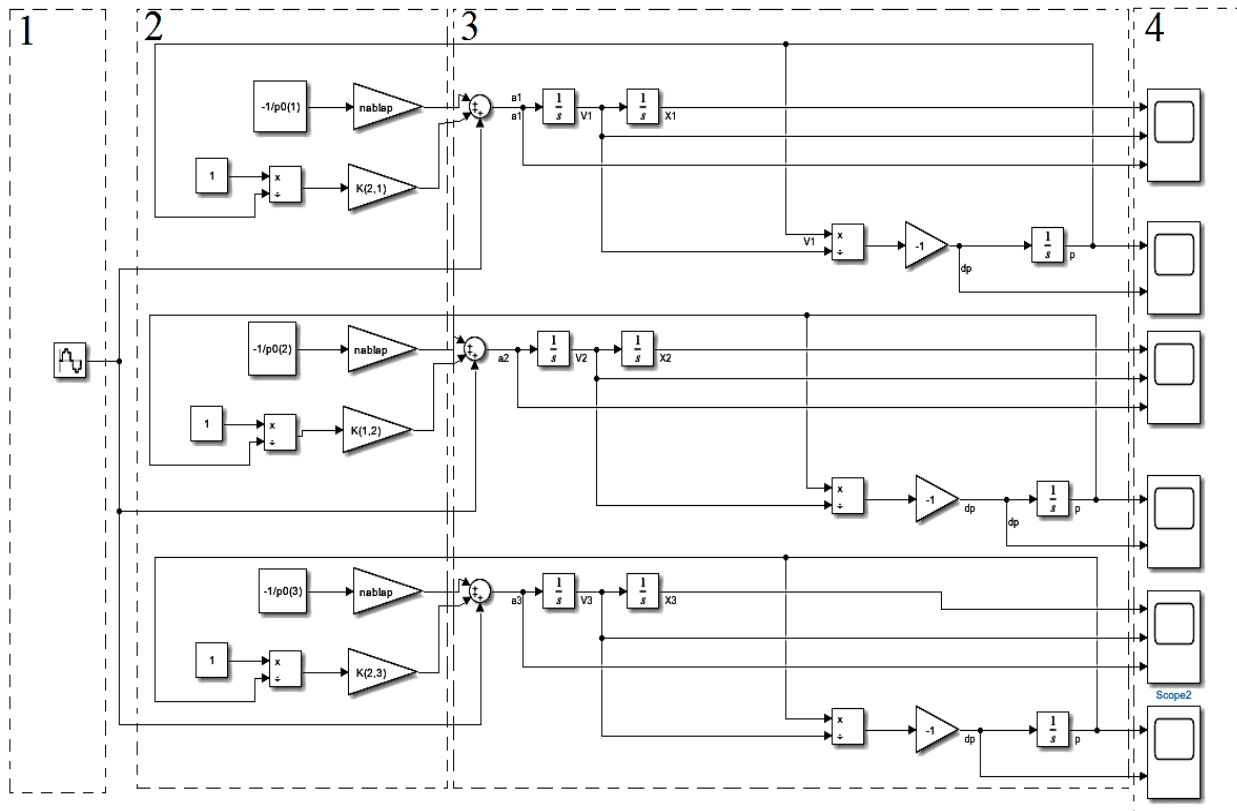 1
2
3
4
-1/p0(1)
nablap
a1
a1
1
s
V1
1
s
X1
1
x
÷
K(2,1)
V1
x
÷
-1
dp
1
s
p
-1/p0(2)
nablap
a2
1
s
V2
1
s
X2
1
x
÷
K(1,2)
x
÷
-1
dp
dp
1
s
p
-1/p0(3)
nablap
a3
1
s
V3
1
s
X3
1
x
÷
K(2,3)
Scope2
x
÷
-1
dp
1
s
p